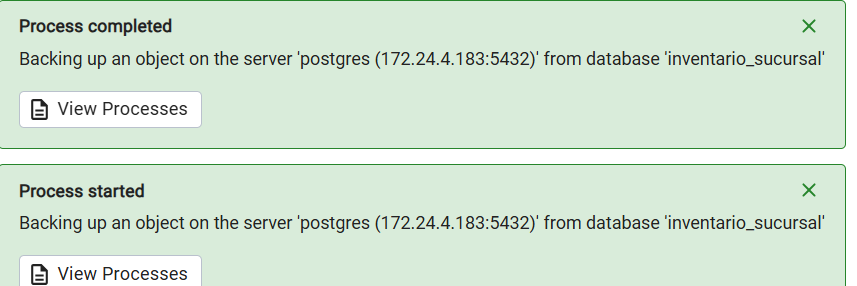 Process completed
Backing up an object on the server 'postgres (172.24.4.183:5432)' from database 'inventario_sucursal'
View Processes
Process started
Backing up an object on the server 'postgres (172.24.4.183:5432)' from database 'inventario_sucursal'
View Processes